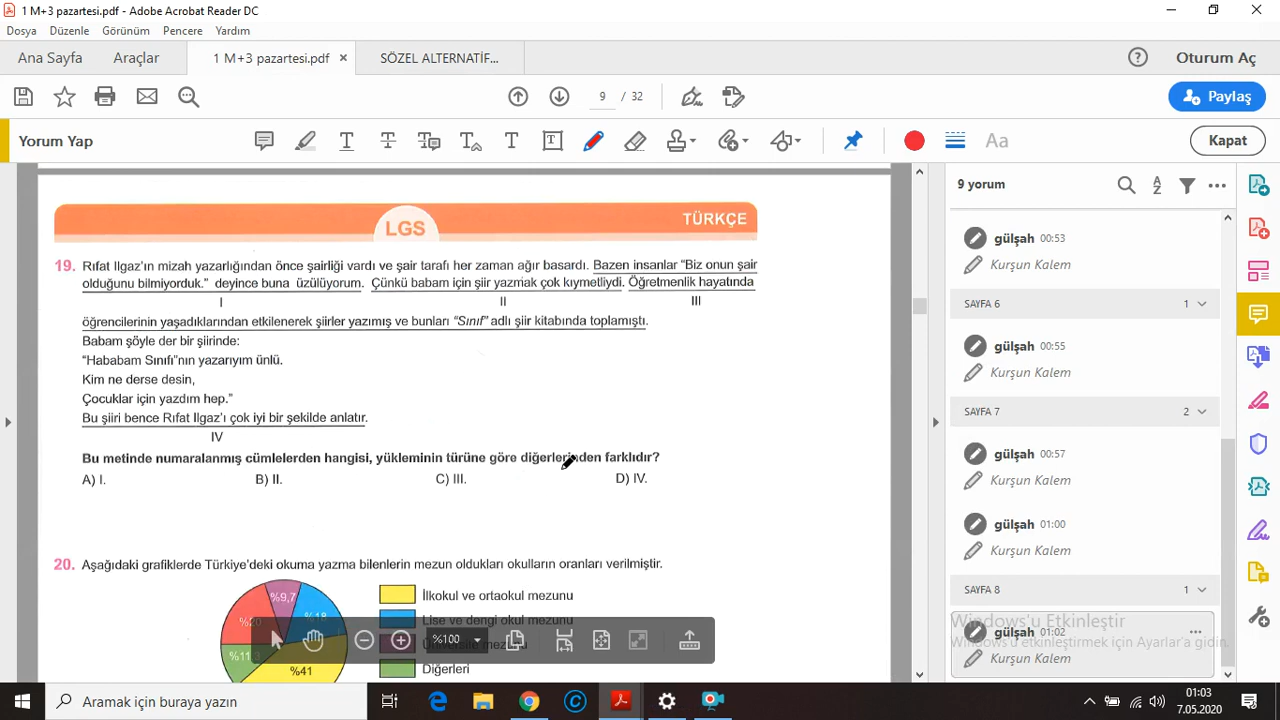 1 M+3 pazartesi.pdf - Adobe Acrobat Reader DC
Dosya Düzenle Görünüm Pencere Yardım
Ana Sayfa Araçlar 1 M+3 pazartesi.pdf × SÖZEL ALTERNATİF... Oturum Aç
9 / 32 Paylaş
Yorum Yap Aa Kapat
LGS
TÜRKÇE
19. Rıfat Ilgaz'ın mizah yazarlığından önce şairliği vardı ve şair tarafı her zaman ağır basardı. Bazen insanlar "Biz onun şair
olduğunu bilmiyorduk." deyince buna üzülüyorum. Çünkü babam için şiir yazmak çok kıymetliydi. Öğretmenlik hayatında
I II III
öğrencilerinin yaşadıklarından etkilenerek şiirler yazımış ve bunları "Sınıf" adlı şiir kitabında toplamıştı.
Babam şöyle der bir şiirinde:
"Hababam Sınıfı"nın yazarıyım ünlü.
Kim ne derse desin,
Çocuklar için yazdım hep."
Bu şiiri bence Rıfat Ilgaz'ı çok iyi bir şekilde anlatır.
IV
Bu metinde numaralanmış cümlelerden hangisi, yükleminin türüne göre diğerlerinden farklıdır?
A) I. B) II. C) III. D) IV.
20. Aşağıdaki grafiklerde Türkiye'deki okuma yazma bilenlerin mezun oldukları okulların oranları verilmiştir.
%9,7
%18
%20
%11,3
%41
İlkokul ve ortaokul mezunu
Lise ve dengi okul mezunu
Üniversite mezunu
Diğerleri
%100
9 yorum
gülşah 00:53
Kurşun Kalem
SAYFA 6 1
gülşah 00:55
Kurşun Kalem
SAYFA 7 2
gülşah 00:57
Kurşun Kalem
gülşah 01:00
Kurşun Kalem
SAYFA 8 1
Windows'u Etkinleştir
gülşah 01:02
Windows'u etkinleştirmek için Ayarlar'a gidin.
Kurşun Kalem
Aramak için buraya yazın
01:03
7.05.2020